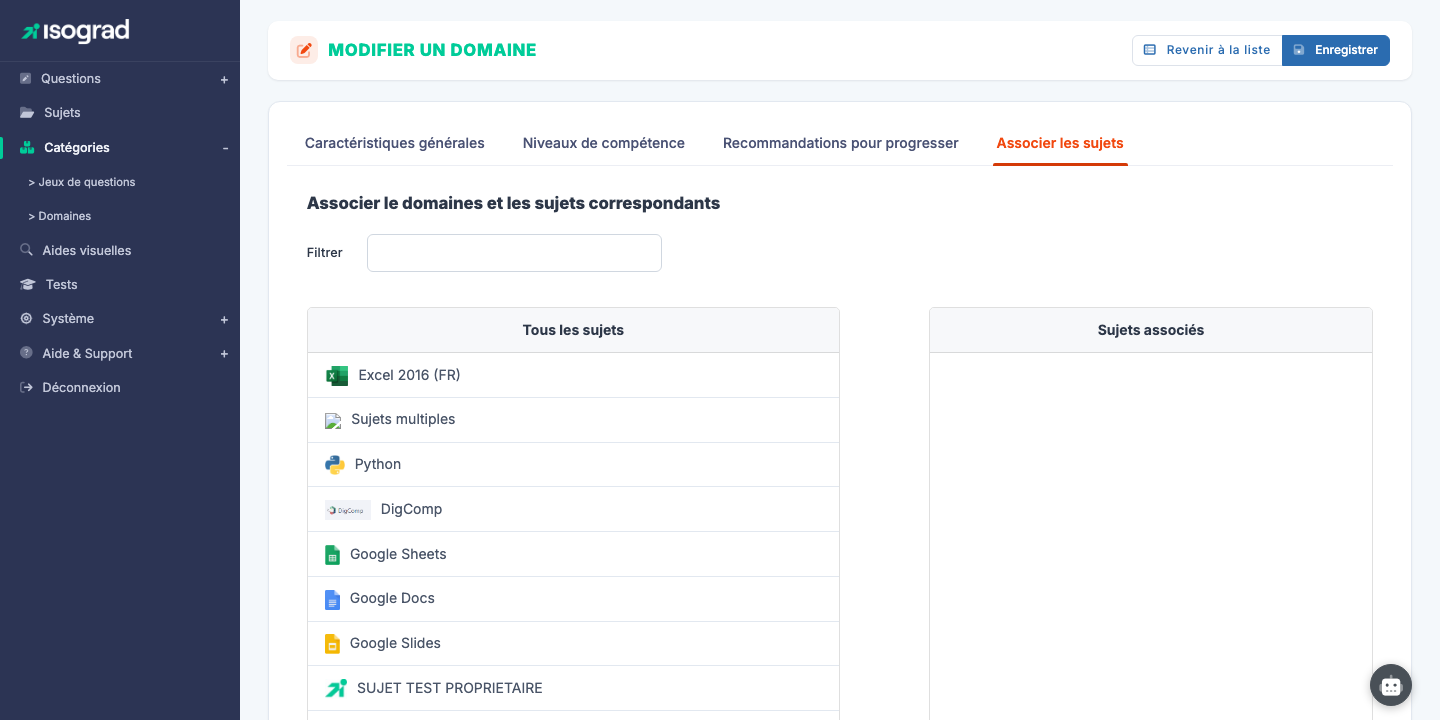 isograd
MODIFIER UN DOMAINE
Revenir à la liste
Enregistrer
Questions +
Sujets
Catégories -
> Jeux de questions
> Domaines
Aides visuelles
Tests
Système +
Aide & Support +
Déconnexion
Caractéristiques générales
Niveaux de compétence
Recommandations pour progresser
Associer les sujets
Associer le domaines et les sujets correspondants
Filtrer
Tous les sujets
Excel 2016 (FR)
Sujets multiples
Python
DigComp DigComp
Google Sheets
Google Docs
Google Slides
SUJET TEST PROPRIETAIRE
Sujets associés